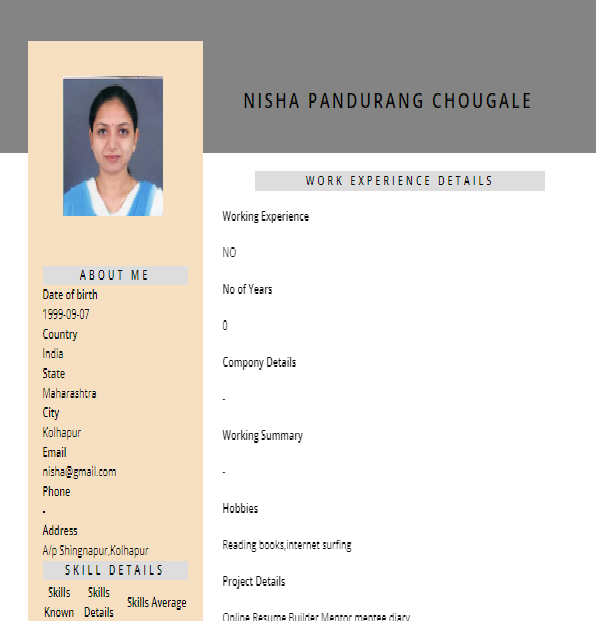 NISHA PANDURANG CHOUGALE
ABOUT ME
Date of birth
1999-09-07
Country
India
State
Maharashtra
City
Kolhapur
Email
nisha@gmail.com
Phone
-
Address
A/p Shingnapur,Kolhapur
SKILL DETAILS
Skills Known
Skills Details
Skills Average
WORK EXPERIENCE DETAILS
Working Experience
NO
No of Years
0
Compony Details
-
Working Summary
-
Hobbies
Reading books,internet surfing
Project Details
Online Resume Builder,Mentor mentee diary